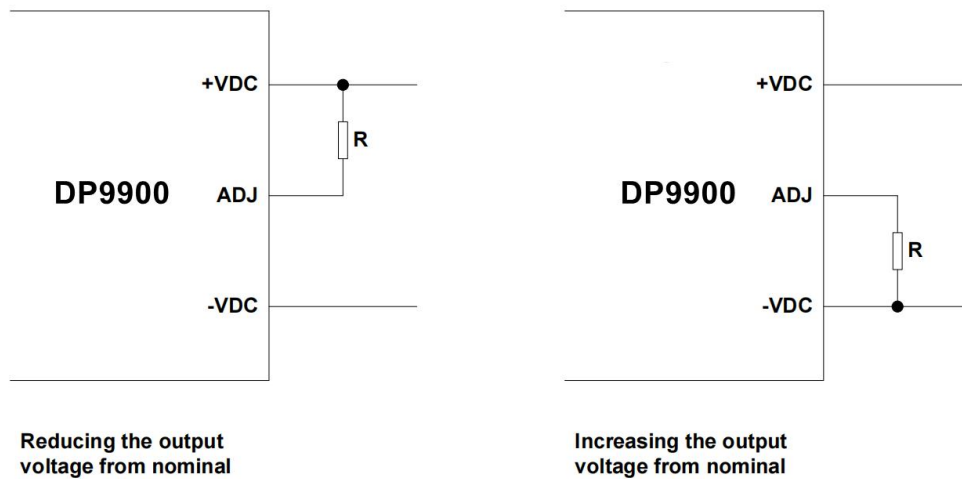 +VDC
R
DP9900
ADJ
-VDC
Reducing the output
voltage from nominal
+VDC
DP9900
ADJ
R
-VDC
Increasing the output
voltage from nominal